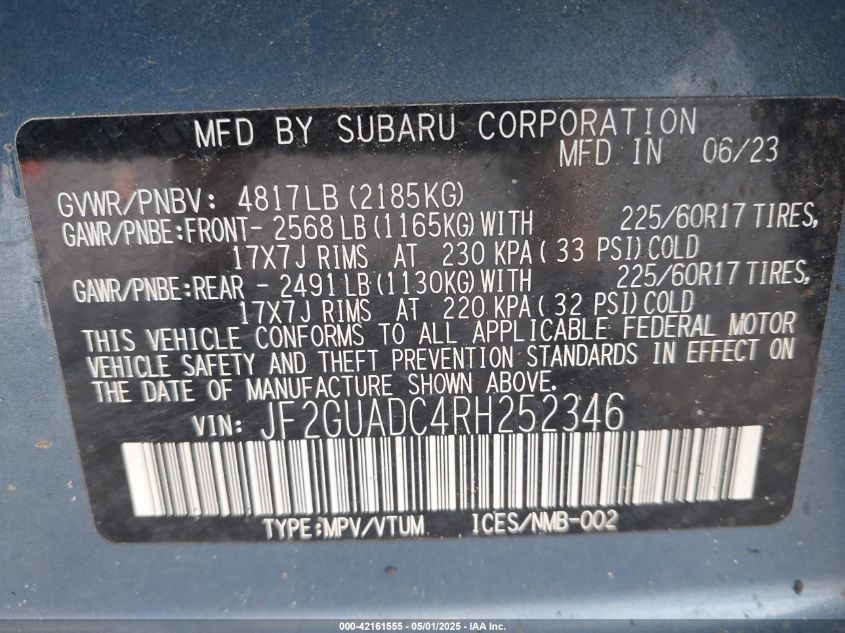 MFD BY SUBARU CORPORATION
MFD IN 06/23
GVWR/PNBV: 4817LB (2185KG)
GAWR/PNBE:FRONT- 2568 LB (1165KG) WITH 225/60R17 TIRES,
17X7J RIMS AT 230 KPA ( 33 PSI) COLD
GAWR/PNBE:REAR - 2491 LB (1130KG) WITH 225/60R17 TIRES,
17X7J RIMS AT 220 KPA ( 32 PSI) COLD
THIS VEHICLE CONFORMS TO ALL APPLICABLE FEDERAL MOTOR
VEHICLE SAFETY AND THEFT PREVENTION STANDARDS IN EFFECT ON
THE DATE OF MANUFACTURE SHOWN ABOVE.
VIN: JF2GUADC4RH252346
TYPE:MPV/VTUM ICES/NMB-002
000-42161555 - 05/01/2025 - IAA Inc.